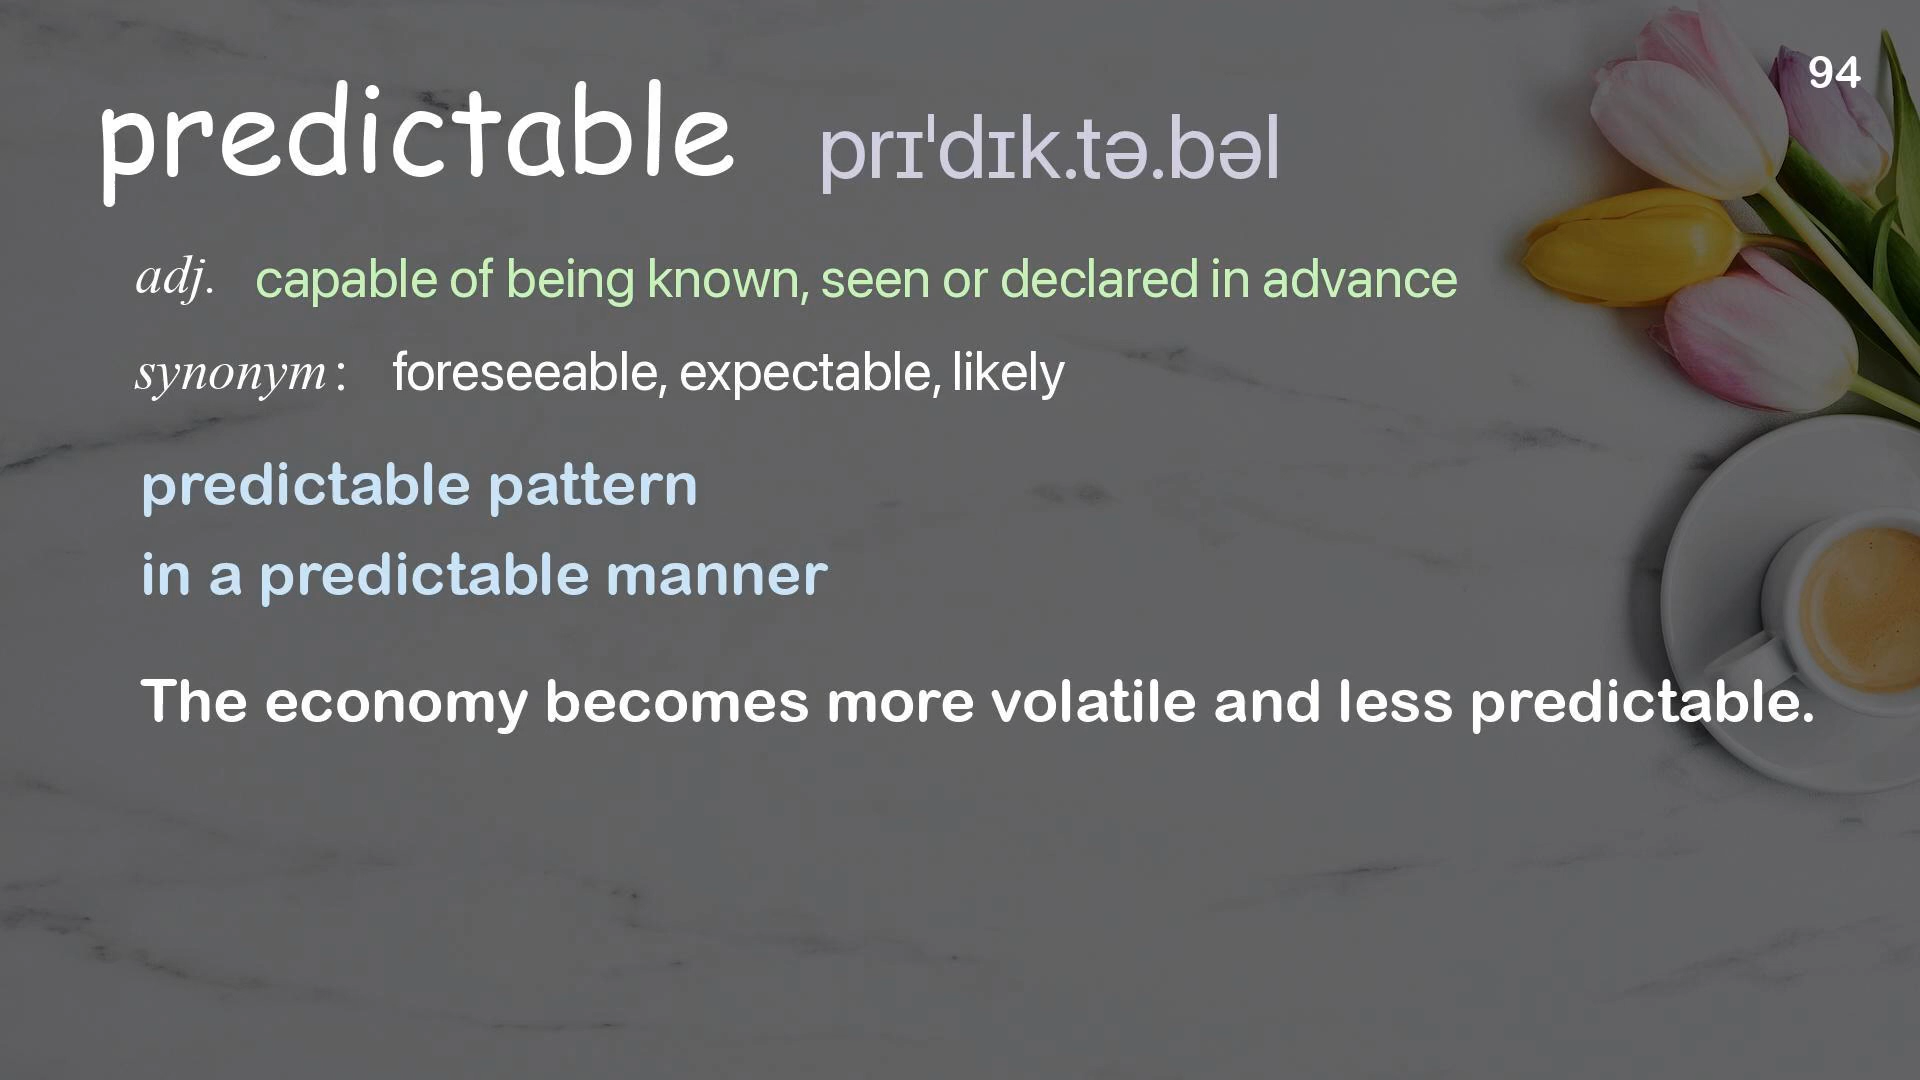 94
predictable prɪˈdɪk.tə.bəl
adj. capable of being known, seen or declared in advance
synonym : foreseeable, expectable, likely
predictable pattern
in a predictable manner
The economy becomes more volatile and less predictable.